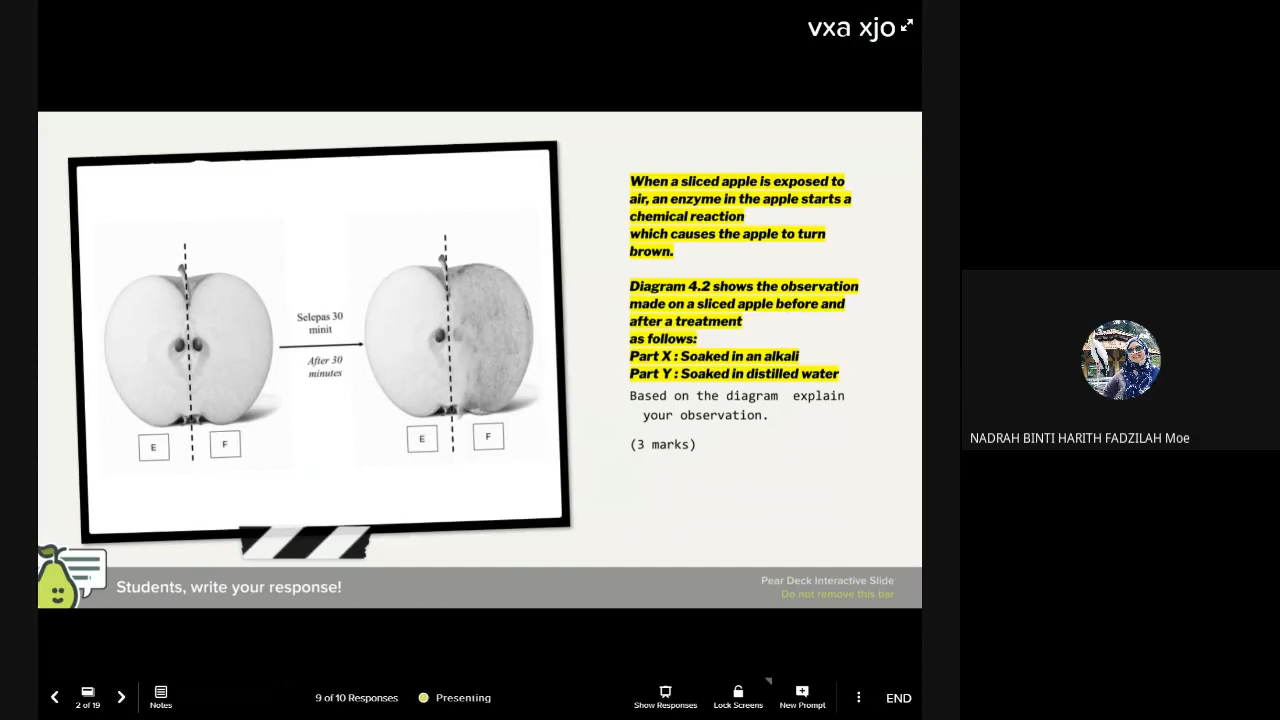 vxa xjo
When a sliced apple is exposed to
air, an enzyme in the apple starts a
chemical reaction
which causes the apple to turn
brown.
Diagram 4.2 shows the observation
made on a sliced apple before and
after a treatment
as follows:
Part X : Soaked in an alkali
Part Y : Soaked in distilled water
Based on the diagram explain
your observation.
(3 marks)
Selepas 30
minit
After 30
minutes
E
F
E
F
Students, write your response!
Pear Deck Interactive Slide
Do not remove this bar
NADRAH BINTI HARITH FADZILAH Moe
2 of 19
Notes
9 of 10 Responses
Presenting
Show Responses
Lock Screens
New Prompt
END